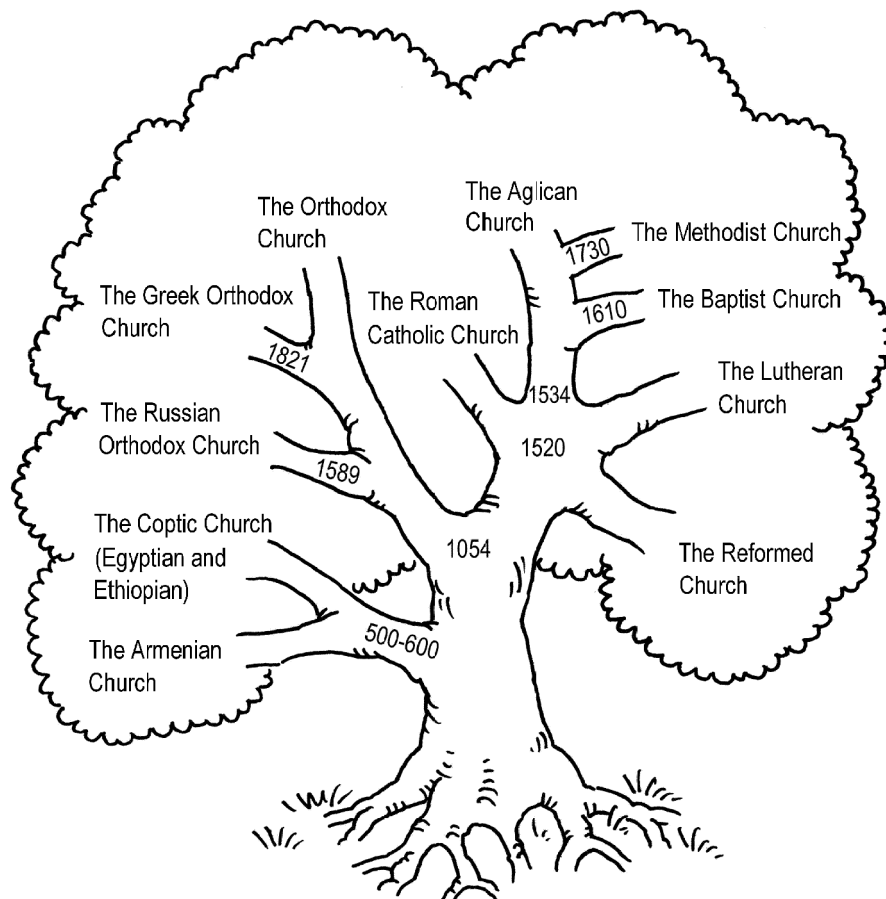 The Aglican
Church
The Orthodox
Church
1730
The Methodist Church
The Greek Orthodox
Church
The Roman
Catholic Church
1610
The Baptist Church
1821
1534
The Lutheran
Church
The Russian
Orthodox Church
1589
1520
The Coptic Church
(Egyptian and
Ethiopian)
1054
The Reformed
Church
500-600
The Armenian
Church